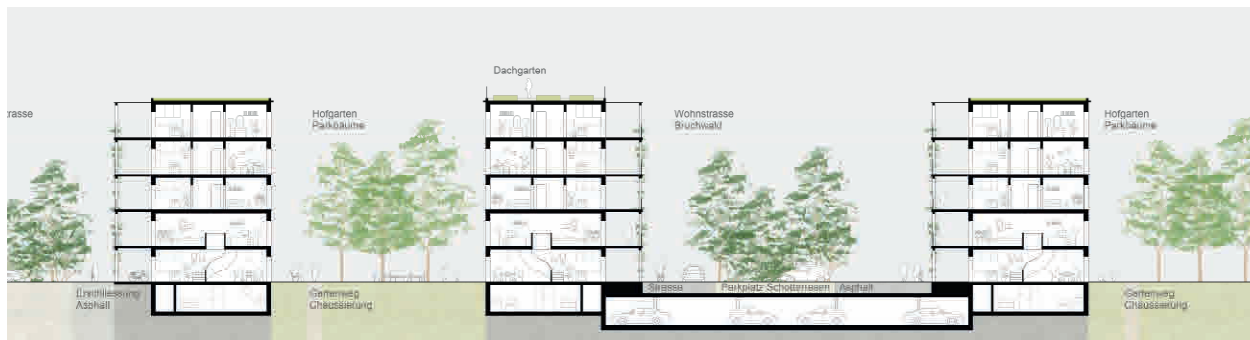 Dachgarten
trasse
Hofgarten
Parkbäume
Wohnstrasse
Bruchwald
Hofgarten
Parkbäume
Erschliessung
Asphalt
Gartenweg
Chaussierung
Strasse
Parkplatz Schotterrasen
Asphalt
Gartenweg
Chaussierung